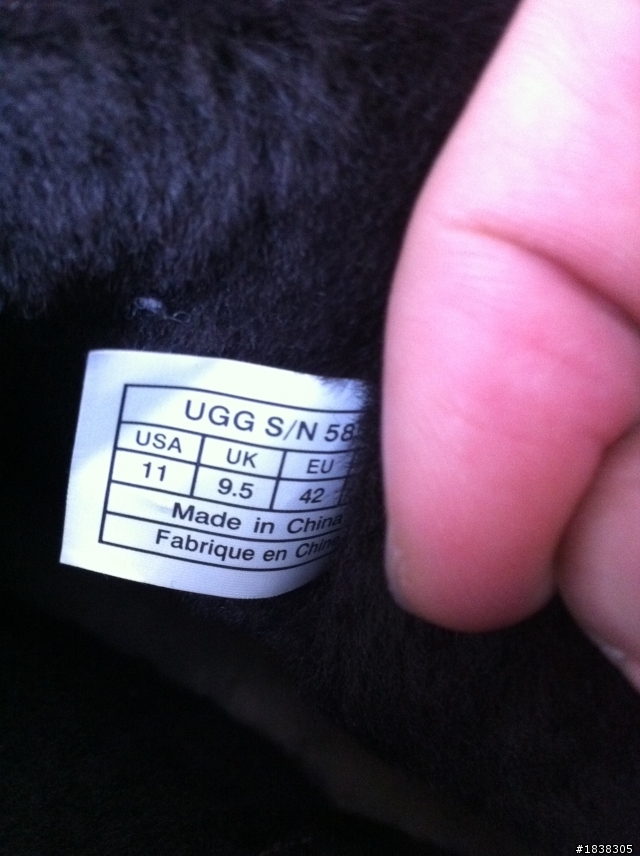 UGG S/N 58
USA UK EU
11 9.5 42
Made in China
Fabrique en Chine
#1838305